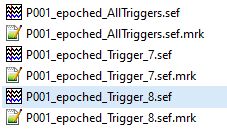 P001_epoched_AllTriggers.sef
P001_epoched_AllTriggers.sef.mrk
P001_epoched_Trigger_7.sef
P001_epoched_Trigger_7.sef.mrk
P001_epoched_Trigger_8.sef
P001_epoched_Trigger_8.sef.mrk